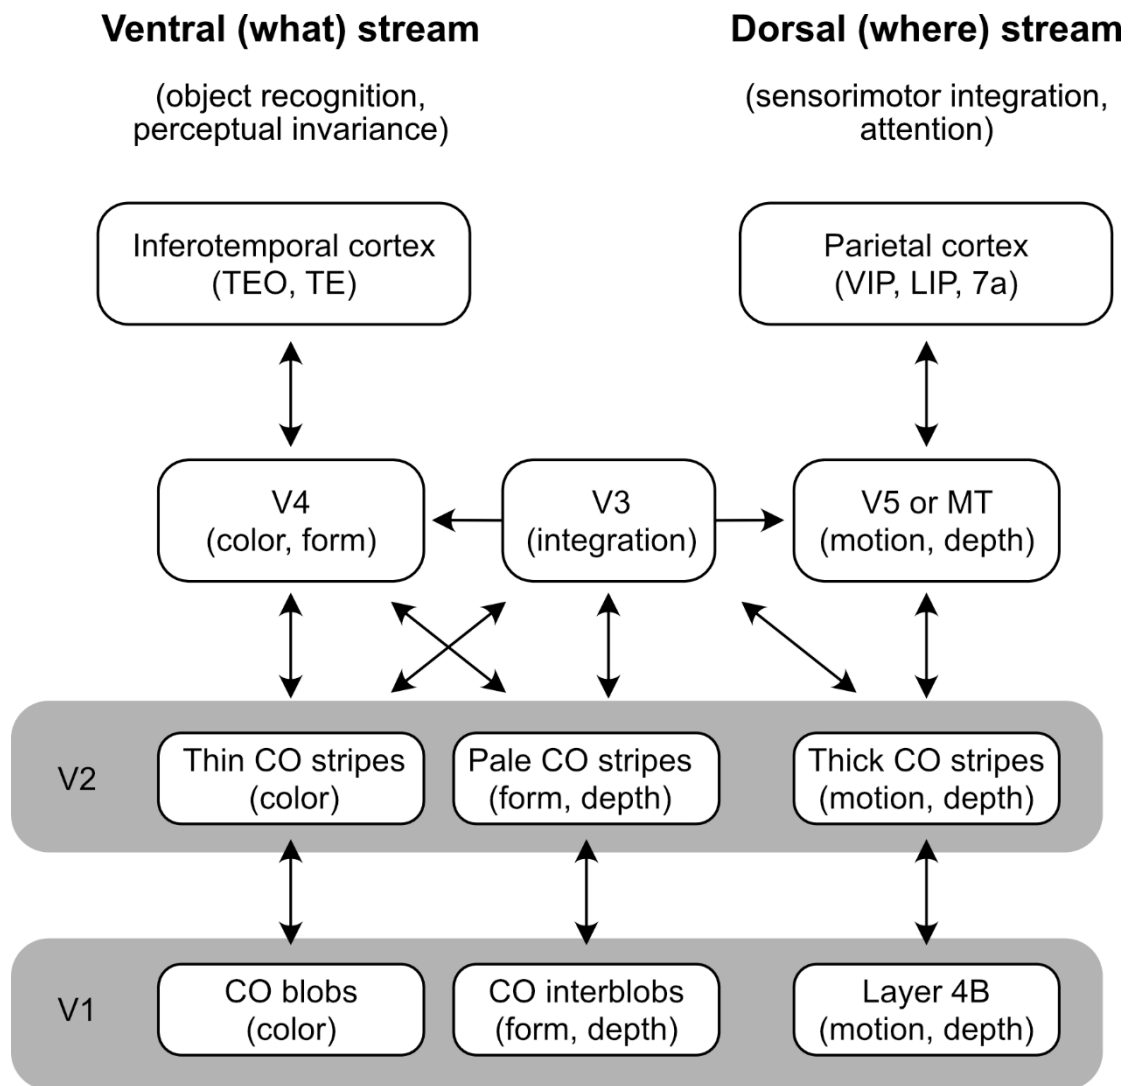 Ventral (what) stream
(object recognition,
perceptual invariance)
Dorsal (where) stream
(sensorimotor integration,
attention)
Inferotemporal cortex
(TEO, TE)
Parietal cortex
(VIP, LIP, 7a)
V4
(color, form)
V3
(integration)
V5 or MT
(motion, depth)
V2
Thin CO stripes
(color)
Pale CO stripes
(form, depth)
Thick CO stripes
(motion, depth)
V1
CO blobs
(color)
CO interblobs
(form, depth)
Layer 4B
(motion, depth)